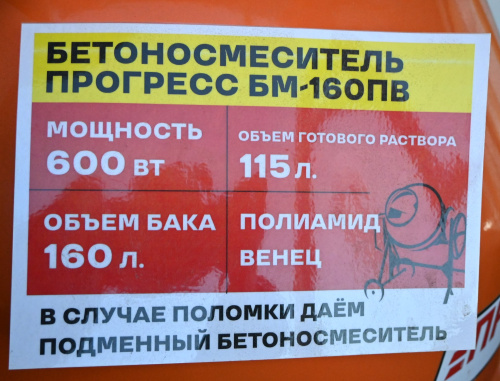 БЕТОНОСМЕСИТЕЛЬ
ПРОГРЕСС БМ-160ПВ
МОЩНОСТЬ
600 ВТ
ОБЪЕМ ГОТОВОГО РАСТВОРА
115 Л.
ОБЪЕМ БАКА
160 Л.
ПОЛИАМИД
ВЕНЕЦ
В СЛУЧАЕ ПОЛОМКИ ДАЁМ
ПОДМЕННЫЙ БЕТОНОСМЕСИТЕЛЬ